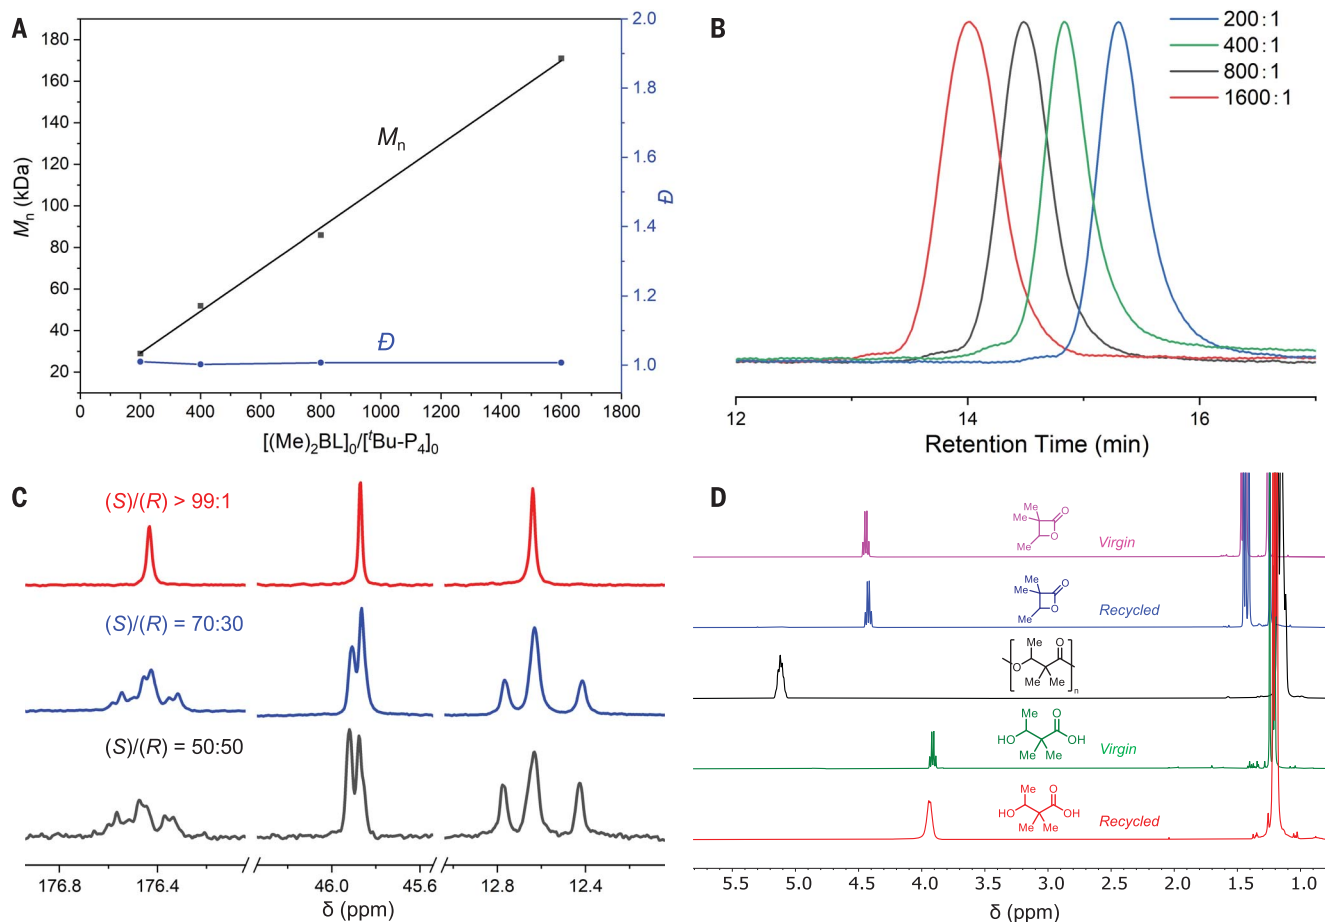 A
180
160
140
120
100
80
60
40
20
Mn (kDa)
Mn
Đ
2.0
1.8
1.6
1.4
1.2
1.0
Đ
0 200 400 600 800 1000 1200 1400 1600 1800
[(Me)2BL]0/[tBu-P4]0
B
200:1
400:1
800:1
1600:1
12 14 16
Retention Time (min)
C
(S)/(R) > 99:1
(S)/(R) = 70:30
(S)/(R) = 50:50
176.8 176.4 46.0 45.6 12.8 12.4
δ (ppm)
D
Me O
Me
Me O
Virgin
Me O
Me
Me O
Recycled
Me O
O
Me Me
n
Me O
HO OH
Me Me
Virgin
Me O
HO OH
Me Me
Recycled
5.5 5.0 4.5 4.0 3.5 3.0 2.5 2.0 1.5 1.0
δ (ppm)